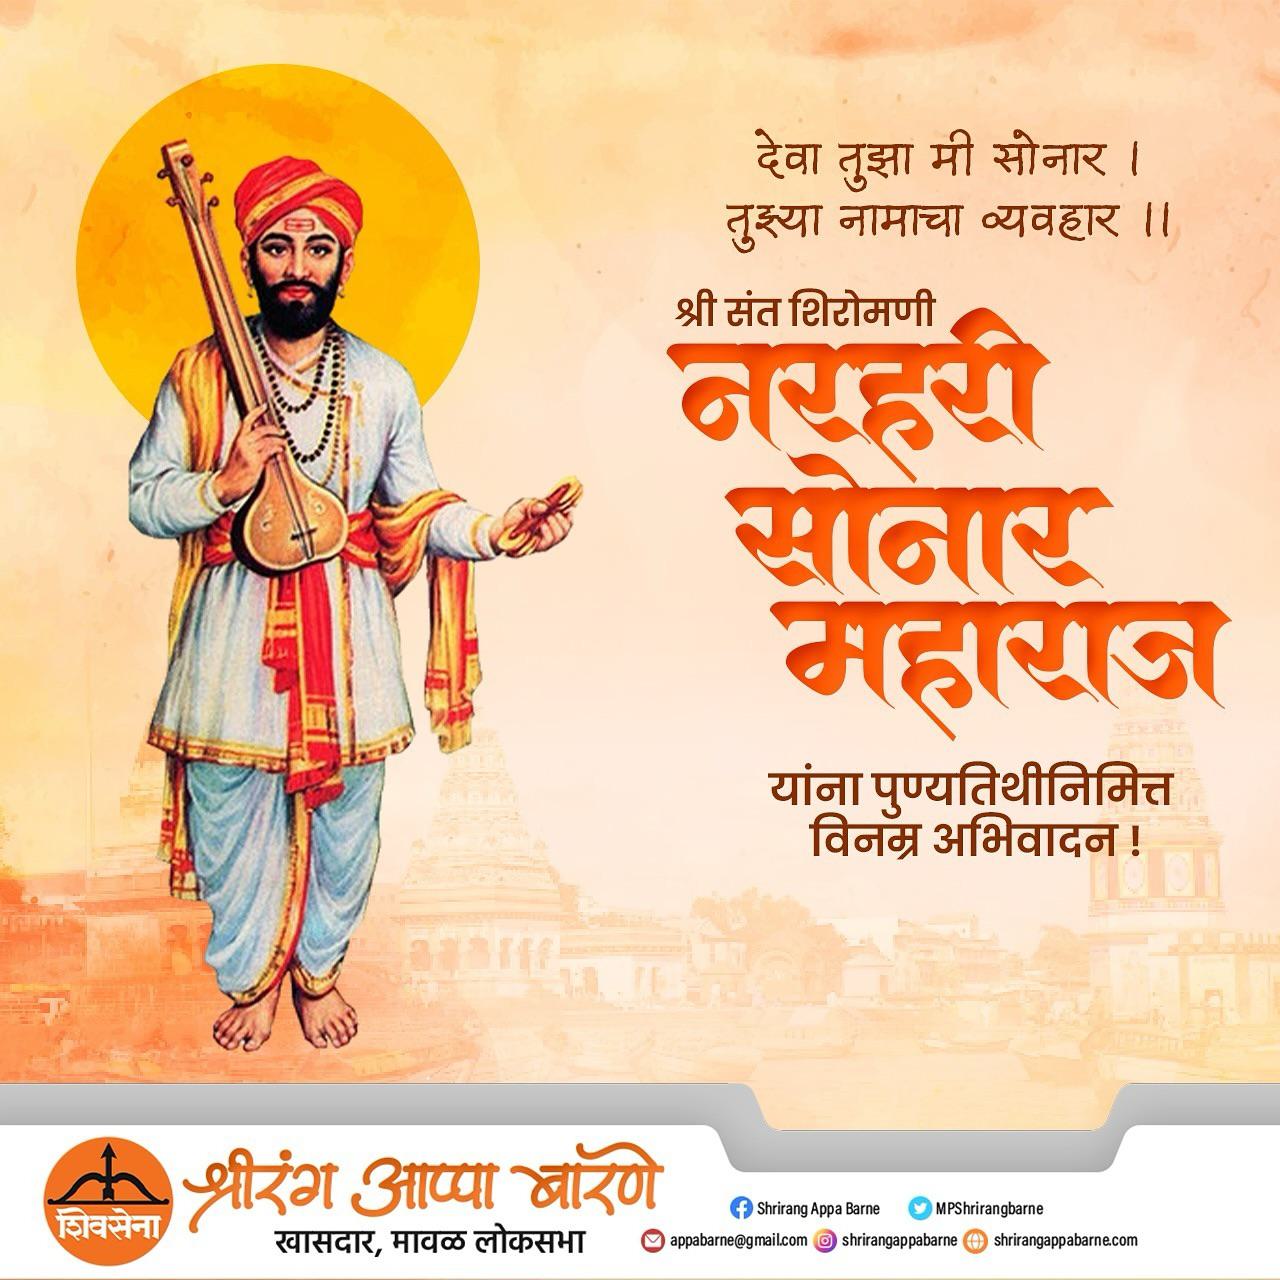 देवा तुझा मी सोनार ।
तुझ्या नामाचा व्यवहार ।।
श्री संत शिरोमणी
नरहरी
सोनार
महाराज
यांना पुण्यतिथीनिमित्त
विनम्र अभिवादन !
शिवसेना
श्रीरंग आप्पा बारणे
खासदार, मावळ लोकसभा
Shrirang Appa Barne MPShrirangbarne
appabarne@gmail.com shrirangappabarne shrirangappabarne.com